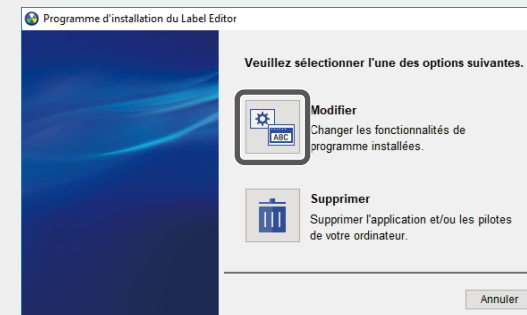 Programme d'installation du Label Editor
Veuillez sélectionner l'une des options suivantes.
Modifier
ABC
Changer les fonctionnalités de
programme installées.
Supprimer
Supprimer l'application et/ou les pilotes
de votre ordinateur.
Annuler